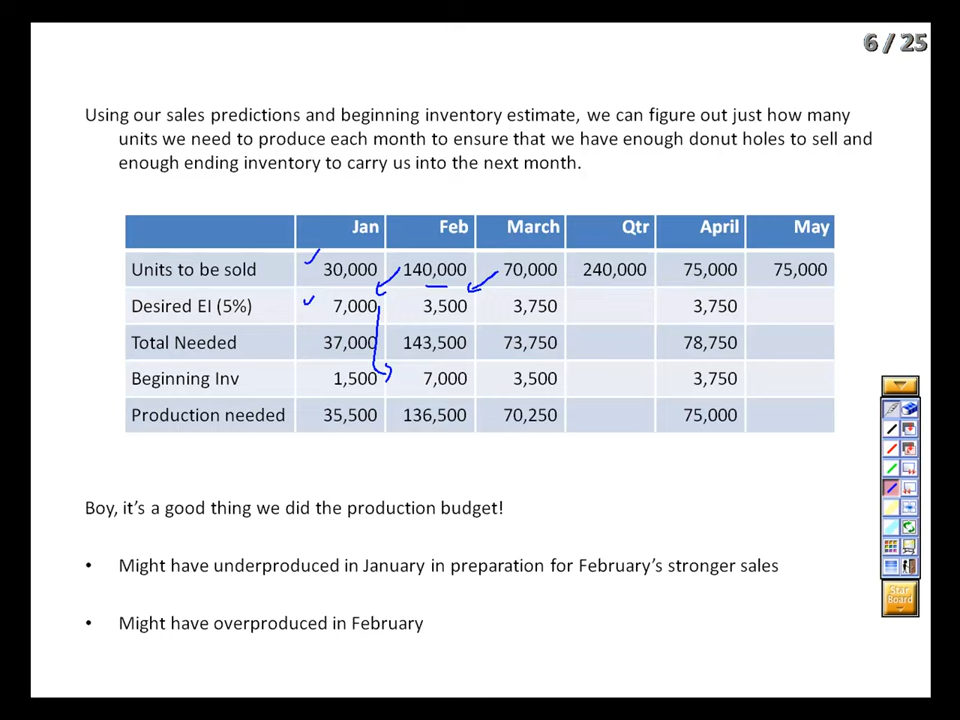 6 / 25
Using our sales predictions and beginning inventory estimate, we can figure out just how many
units we need to produce each month to ensure that we have enough donut holes to sell and
enough ending inventory to carry us into the next month.
Jan Feb March Qtr April May
Units to be sold 30,000 140,000 70,000 240,000 75,000 75,000
Desired EI (5%) 7,000 3,500 3,750 3,750
Total Needed 37,000 143,500 73,750 78,750
Beginning Inv 1,500 7,000 3,500 3,750
Production needed 35,500 136,500 70,250 75,000
Boy, it's a good thing we did the production budget!
• Might have underproduced in January in preparation for February's stronger sales
• Might have overproduced in February
Star
Board